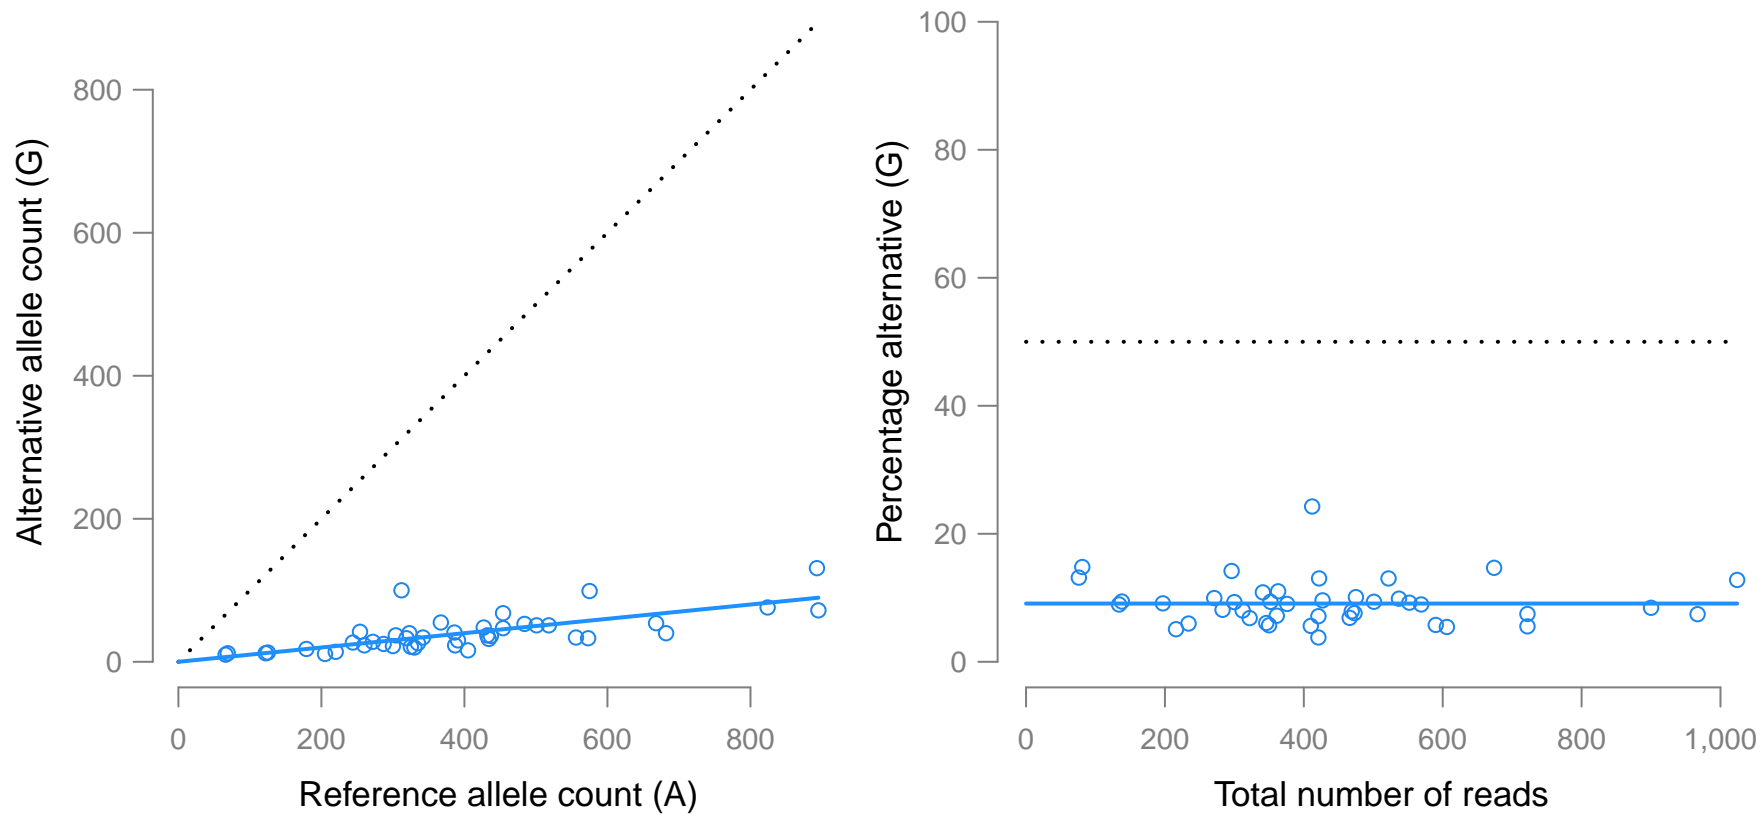 Alternative allele count (G)
800
600
400
200
0
0 200 400 600 800
Reference allele count (A)
Percentage alternative (G)
100
80
60
40
20
0
0 200 400 600 800 1,000
Total number of reads